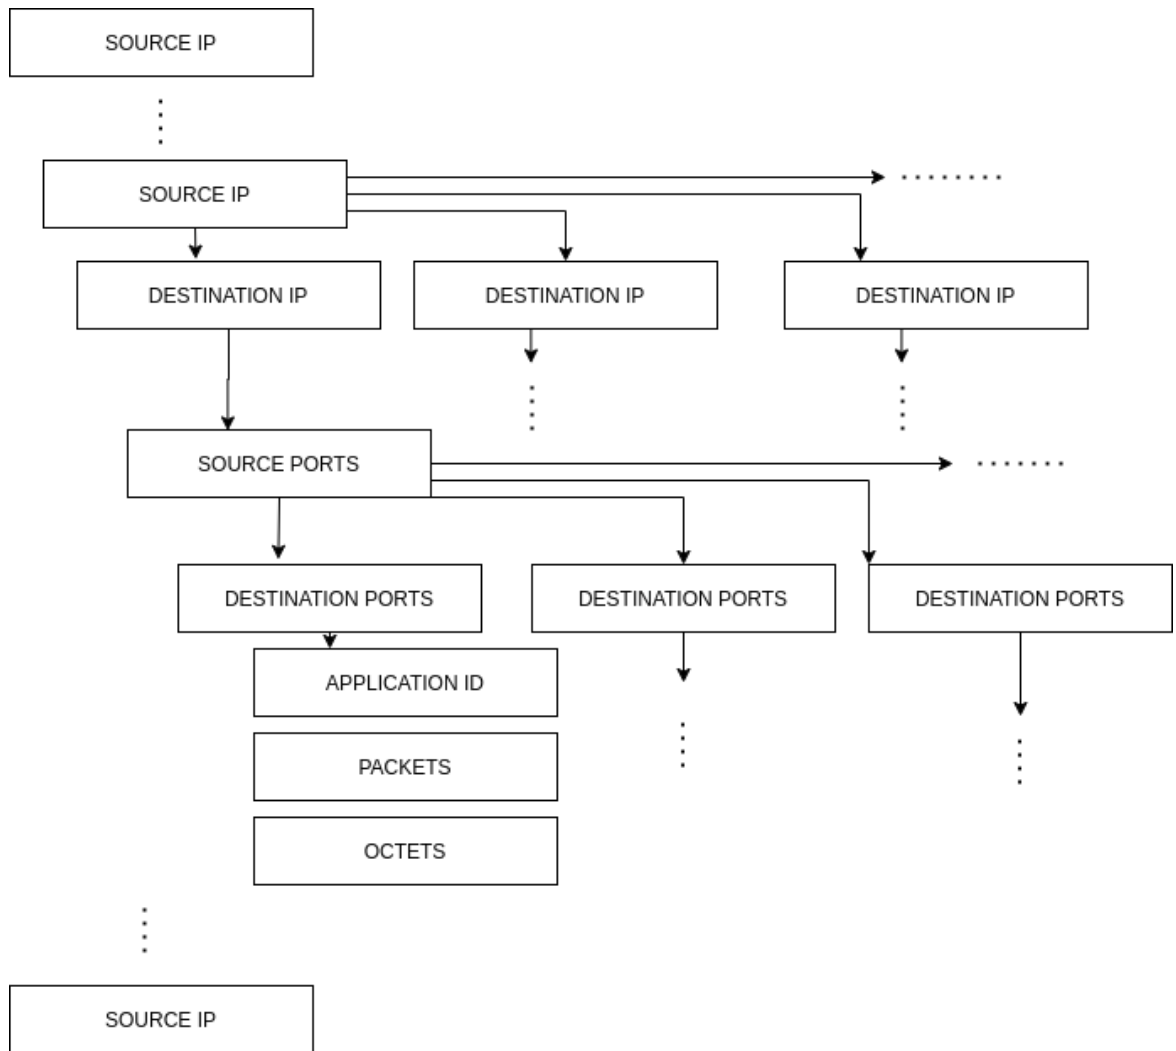 SOURCE IP
SOURCE IP
DESTINATION IP
DESTINATION IP
DESTINATION IP
SOURCE PORTS
DESTINATION PORTS
DESTINATION PORTS
DESTINATION PORTS
APPLICATION ID
PACKETS
OCTETS
SOURCE IP